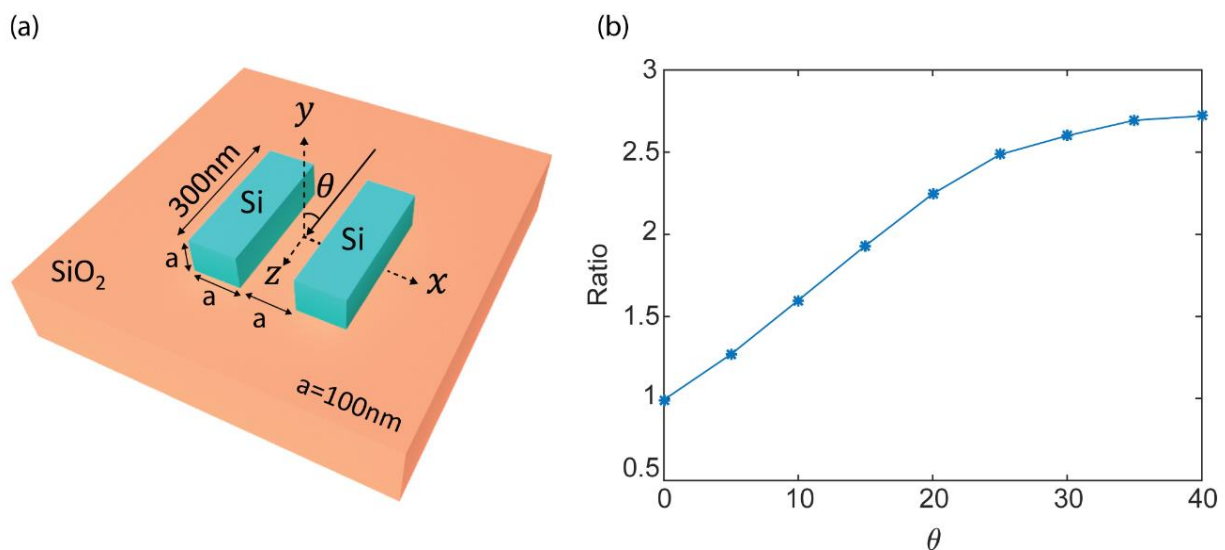 (a)
y
300nm
θ
Si
Si
a
SiO₂
z
x
a
a
a=100nm
(b)
3
2.5
2
1.5
1
0.5
Ratio
0
10
20
30
40
θ